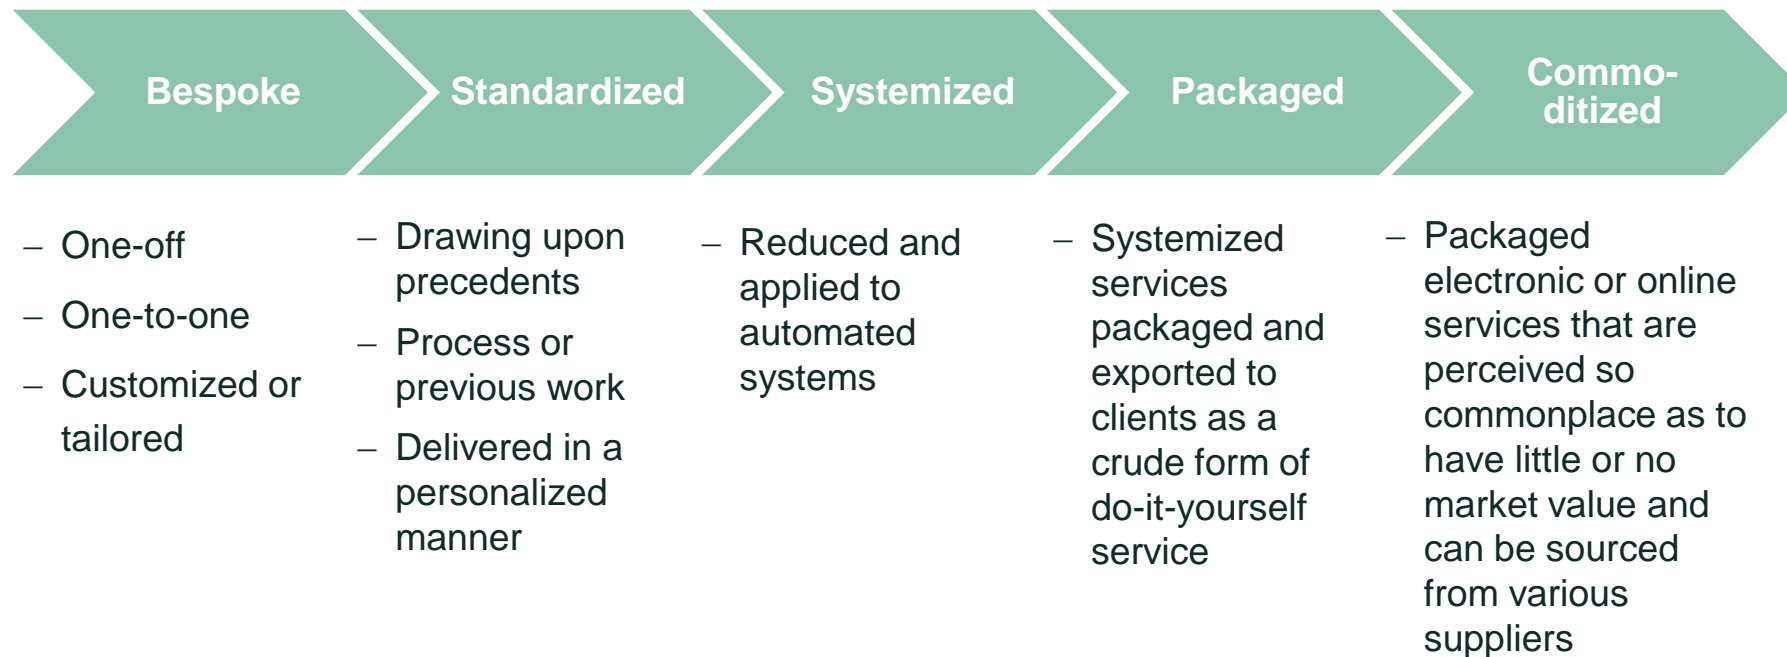 Bespoke
Standardized
Systemized
Packaged
Commo-
ditized
– One-off
– One-to-one
– Customized or
tailored
– Drawing upon
precedents
– Process or
previous work
– Delivered in a
personalized
manner
– Reduced and
applied to
automated
systems
– Systemized
services
packaged and
exported to
clients as a
crude form of
do-it-yourself
service
– Packaged
electronic or online
services that are
perceived so
commonplace as to
have little or no
market value and
can be sourced
from various
suppliers